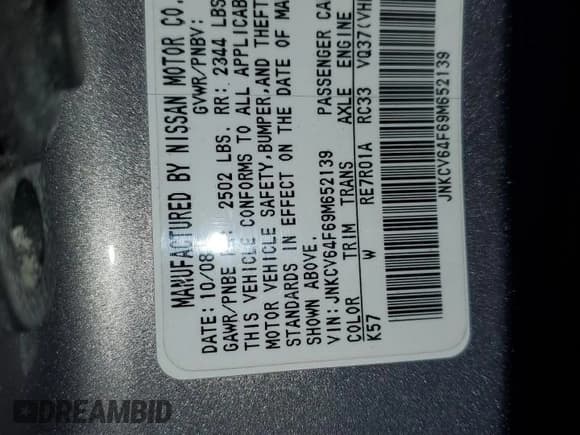 MANUFACTURED BY NISSAN MOTOR CO.
DATE: 10/08 GVWR/PNBV:
GAWR/PNBE 2502 LBS. RR: 2344 LBS
THIS VEHICLE CONFORMS TO ALL APPLICAB
MOTOR VEHICLE SAFETY,BUMPER,AND THEFT
STANDARDS IN EFFECT ON THE DATE OF MA
SHOWN ABOVE.
VIN: JNKCV64F69M652139 PASSENGER CA
COLOR TRIM TRANS AXLE ENGINE
K57 W RE7R01A RC33 VQ37(VH
JNKCV64F69M652139
DREAMBID